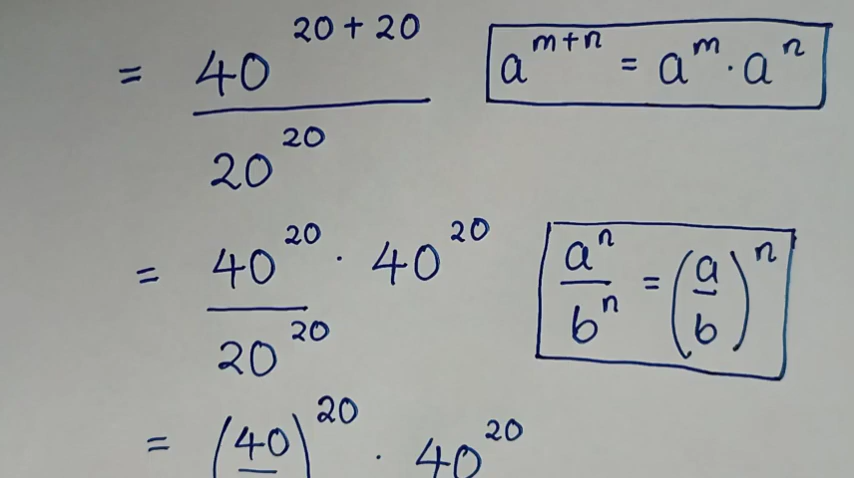 = 40^(20+20) / 20^20
a^(m+n) = a^m · a^n
= 40^20 / 20^20 · 40^20
a^n / b^n = (a/b)^n
= (40)^20 · 40^20